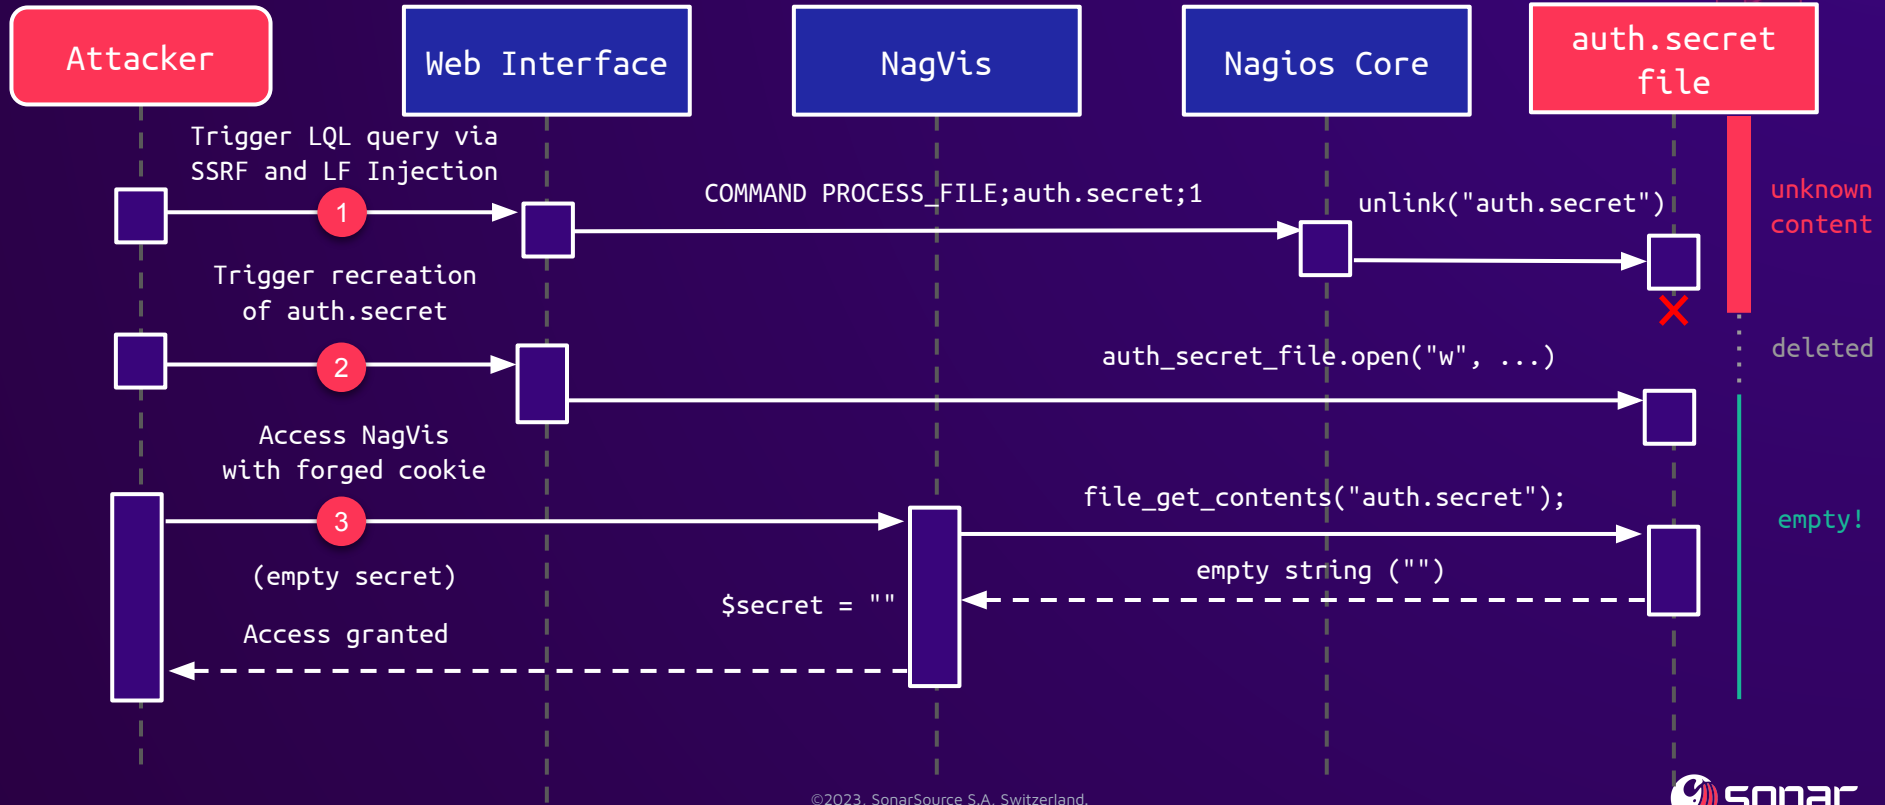 Attacker
Web Interface
NagVis
Nagios Core
auth.secret
file
Trigger LQL query via
SSRF and LF Injection
1
COMMAND PROCESS_FILE;auth.secret;1
unlink("auth.secret")
unknown
content
Trigger recreation
of auth.secret
2
auth_secret_file.open("w", ...)
deleted
Access NagVis
with forged cookie
3
file_get_contents("auth.secret");
empty!
(empty secret)
empty string ("")
$secret = ""
Access granted
©2023, SonarSource S.A, Switzerland.
sonar